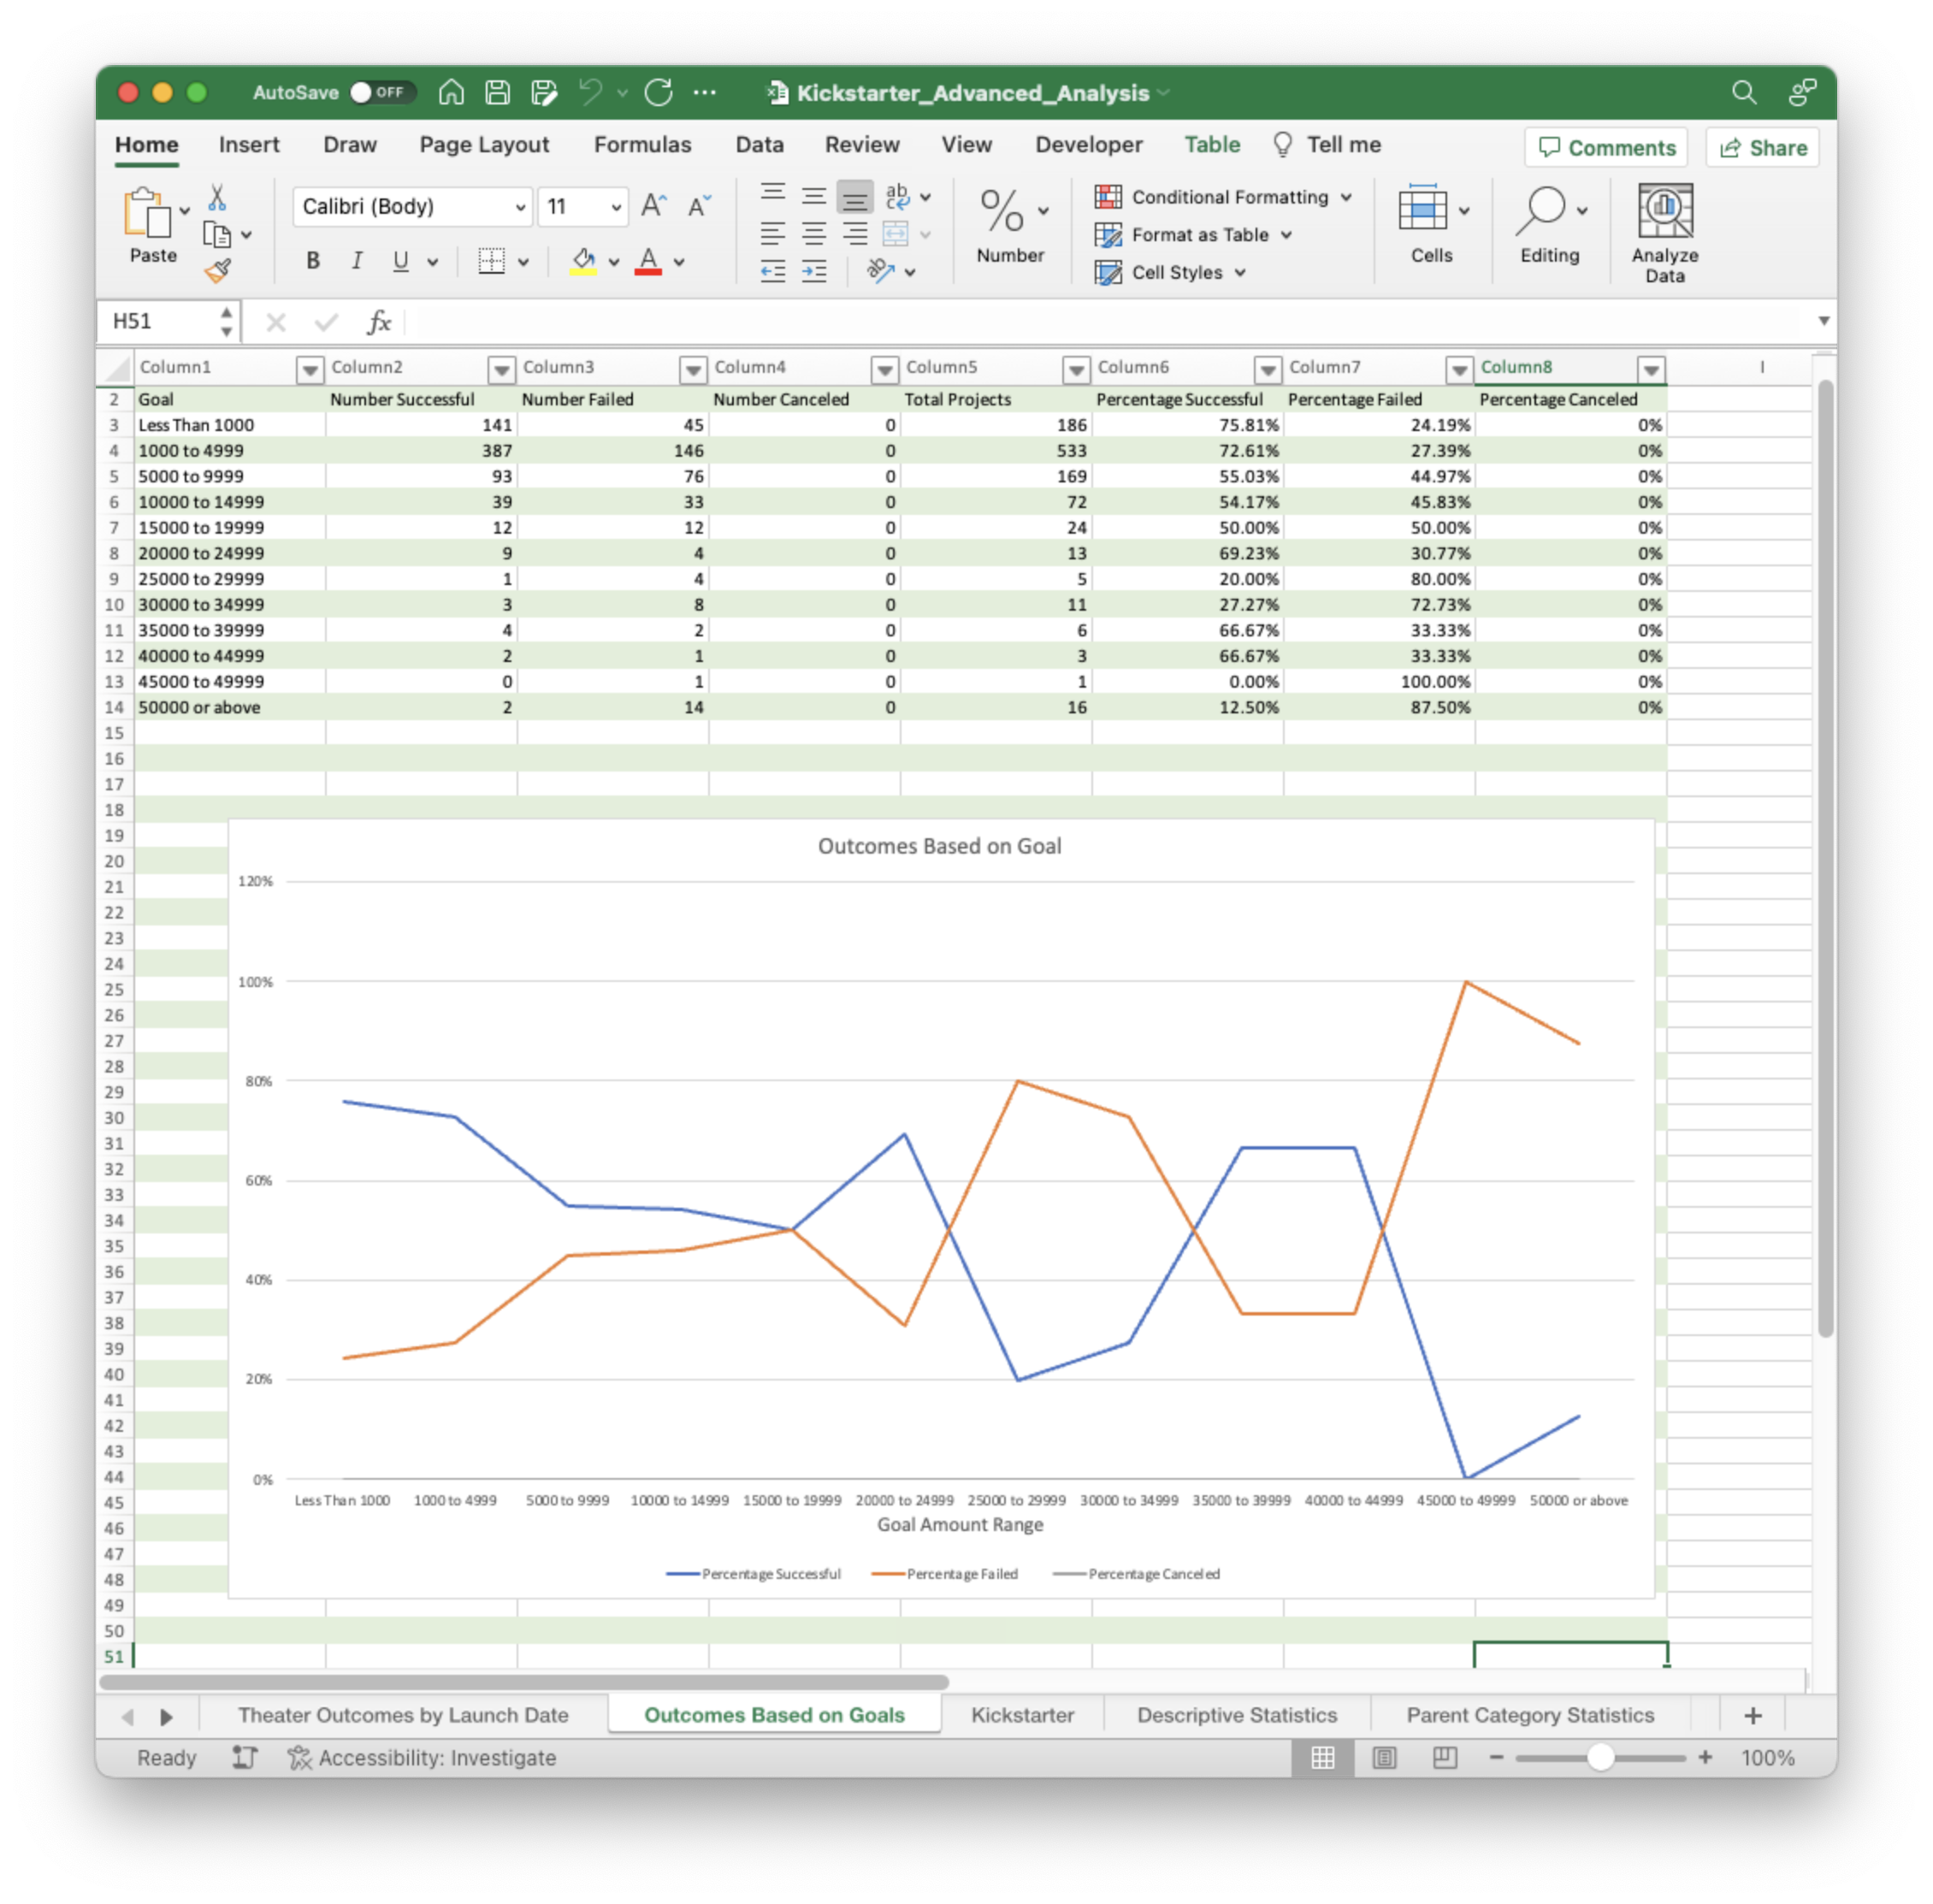 AutoSave OFF Kickstarter_Advanced_Analysis
Home Insert Draw Page Layout Formulas Data Review View Developer Table Tell me Comments Share
Paste Calibri (Body) 11 A A ab c Conditional Formatting
B I U A ab Number Format as Table Cells Editing Analyze Data
Cell Styles
H51 fx
Column1 Column2 Column3 Column4 Column5 Column6 Column7 Column8 I
2 Goal Number Successful Number Failed Number Canceled Total Projects Percentage Successful Percentage Failed Percentage Canceled
3 Less Than 1000 141 45 0 186 75.81% 24.19% 0%
4 1000 to 4999 387 146 0 533 72.61% 27.39% 0%
5 5000 to 9999 93 76 0 169 55.03% 44.97% 0%
6 10000 to 14999 39 33 0 72 54.17% 45.83% 0%
7 15000 to 19999 12 12 0 24 50.00% 50.00% 0%
8 20000 to 24999 9 4 0 13 69.23% 30.77% 0%
9 25000 to 29999 1 4 0 5 20.00% 80.00% 0%
10 30000 to 34999 3 8 0 11 27.27% 72.73% 0%
11 35000 to 39999 4 2 0 6 66.67% 33.33% 0%
12 40000 to 44999 2 1 0 3 66.67% 33.33% 0%
13 45000 to 49999 0 1 0 1 0.00% 100.00% 0%
14 50000 or above 2 14 0 16 12.50% 87.50% 0%
15
16
17
18
19
20
21
22
23
24
25
26
27
28
29
30
31
32
33
34
35
36
37
38
39
40
41
42
43
44
45
46
47
48
49
50
51
Outcomes Based on Goal
120%
100%
80%
60%
40%
20%
0%
Less Than 1000 1000 to 4999 5000 to 9999 10000 to 14999 15000 to 19999 20000 to 24999 25000 to 29999 30000 to 34999 35000 to 39999 40000 to 44999 45000 to 49999 50000 or above
Goal Amount Range
Percentage Successful Percentage Failed Percentage Canceled
Theater Outcomes by Launch Date Outcomes Based on Goals Kickstarter Descriptive Statistics Parent Category Statistics +
Ready Accessibility: Investigate 100%